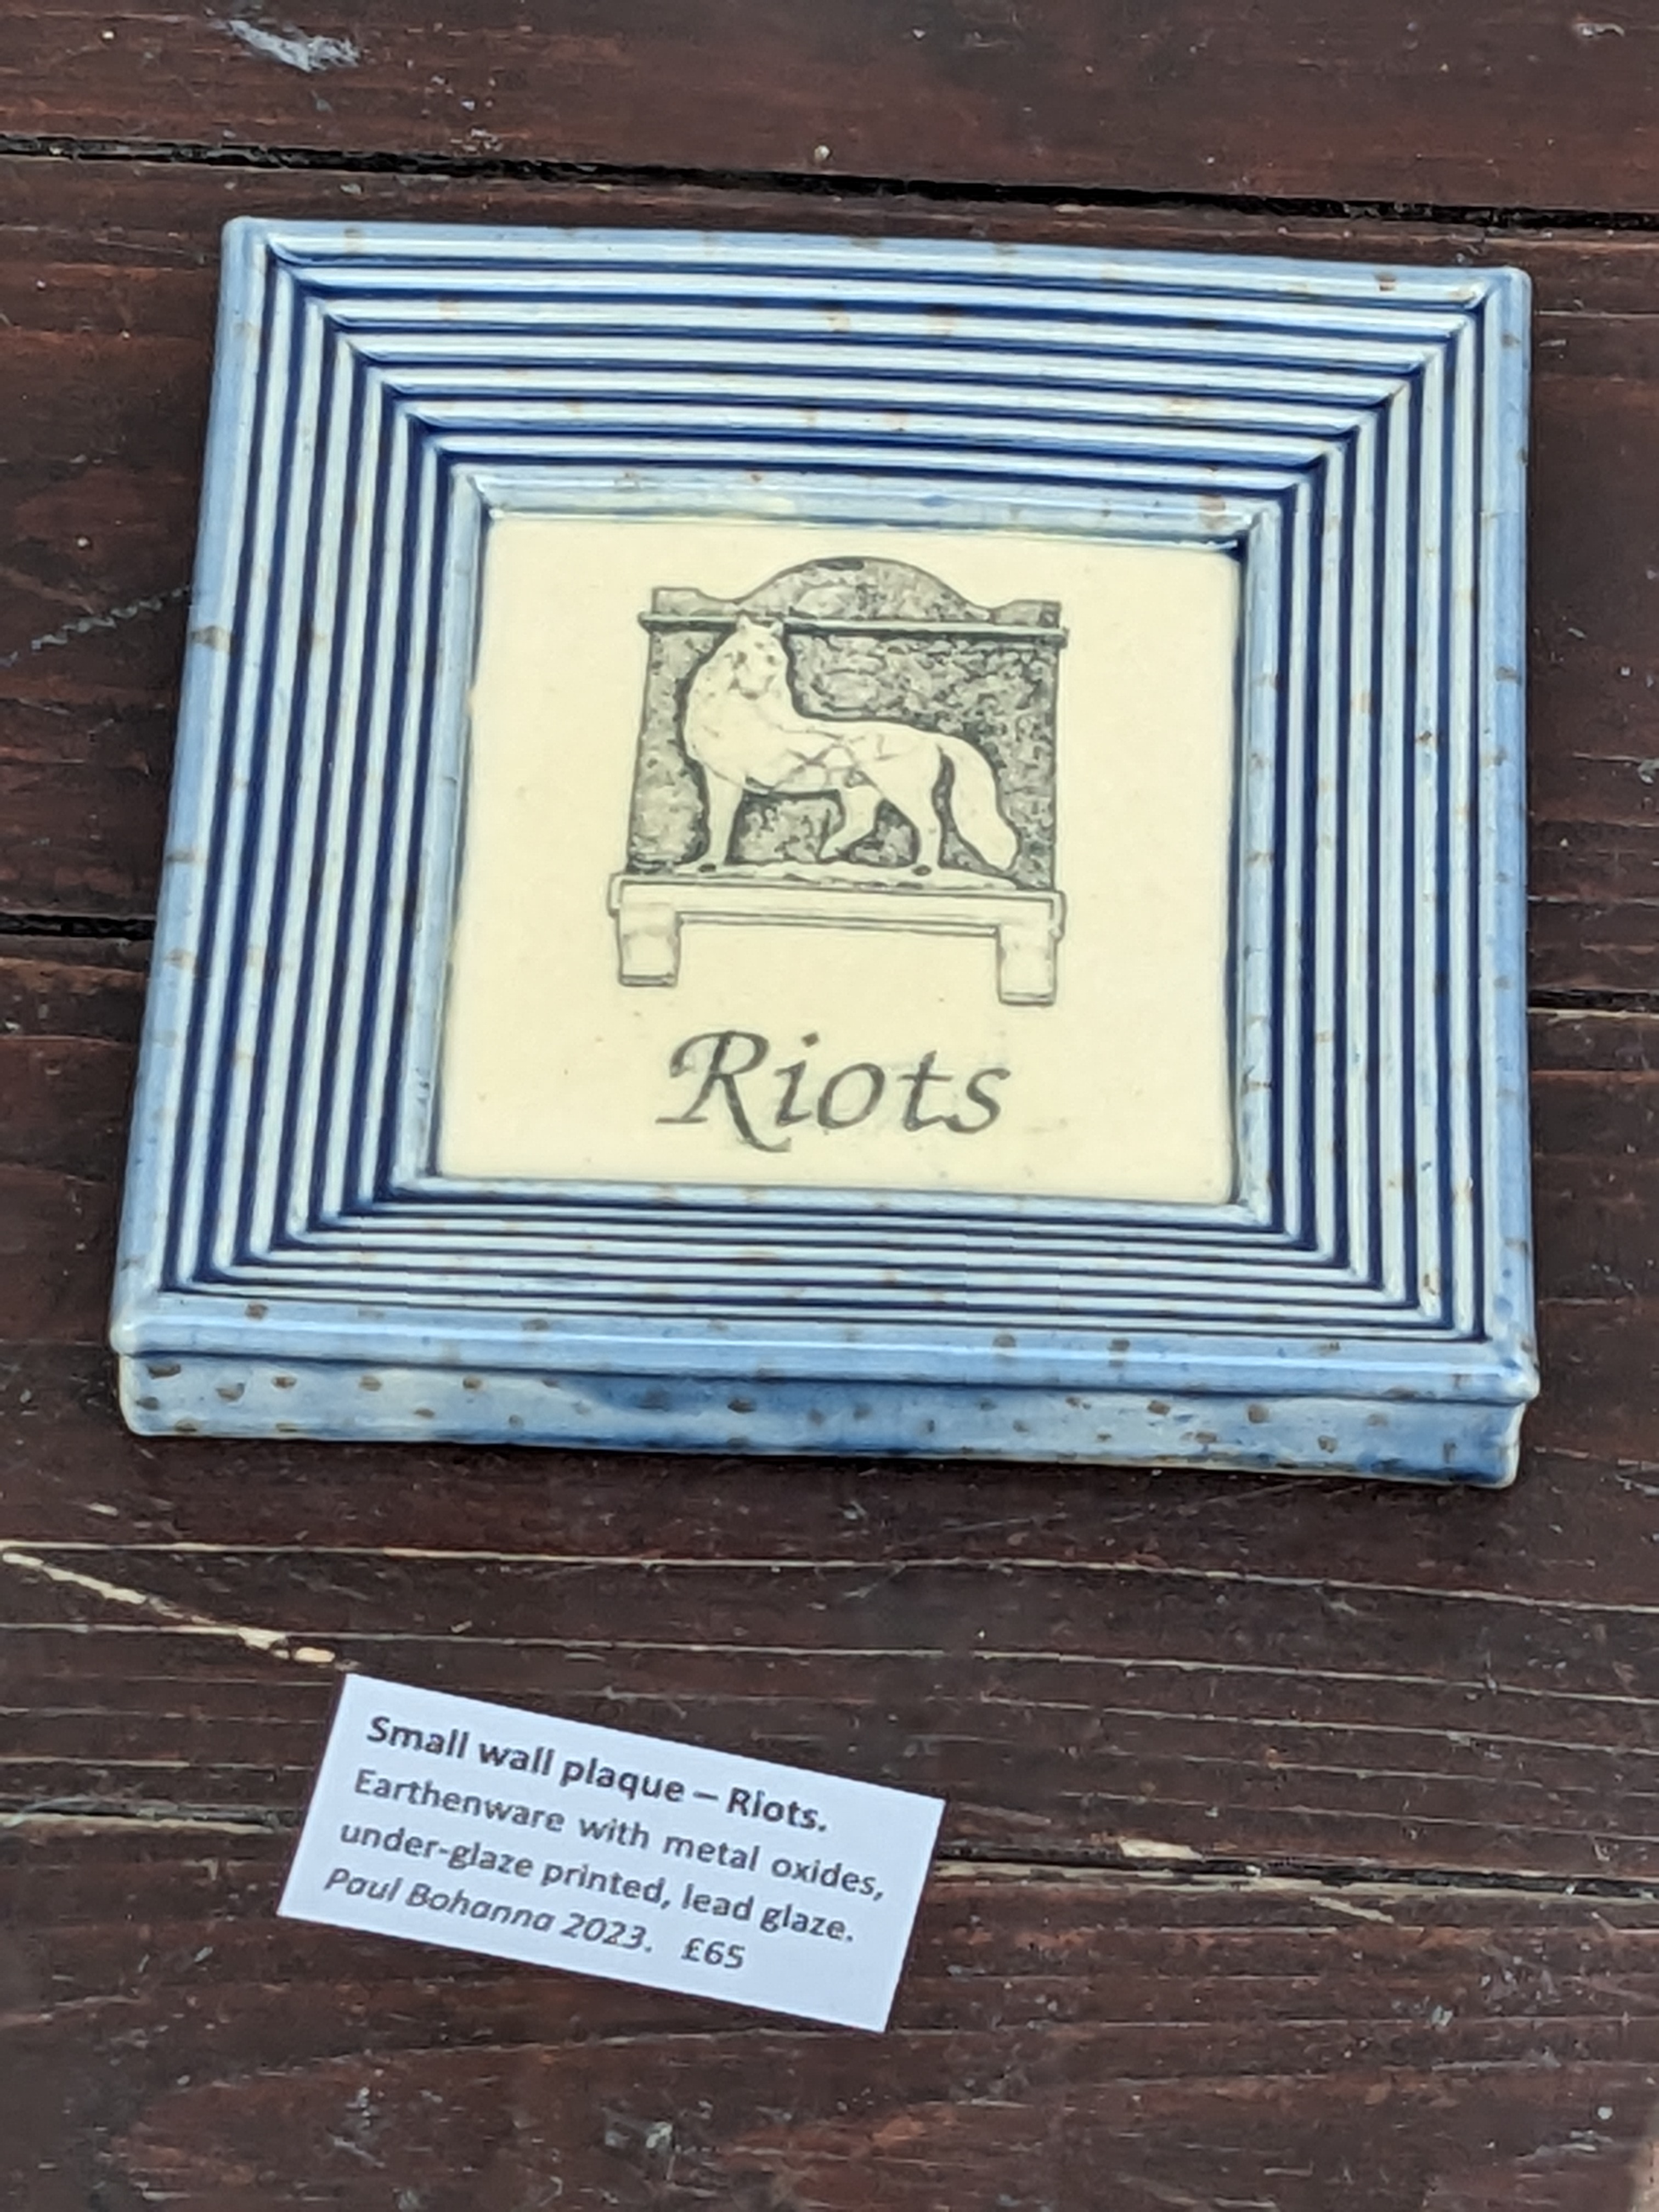 Riots
Small wall plaque – Riots.
Earthenware with metal oxides,
under-glaze printed, lead glaze.
Paul Bohanna 2023. £65